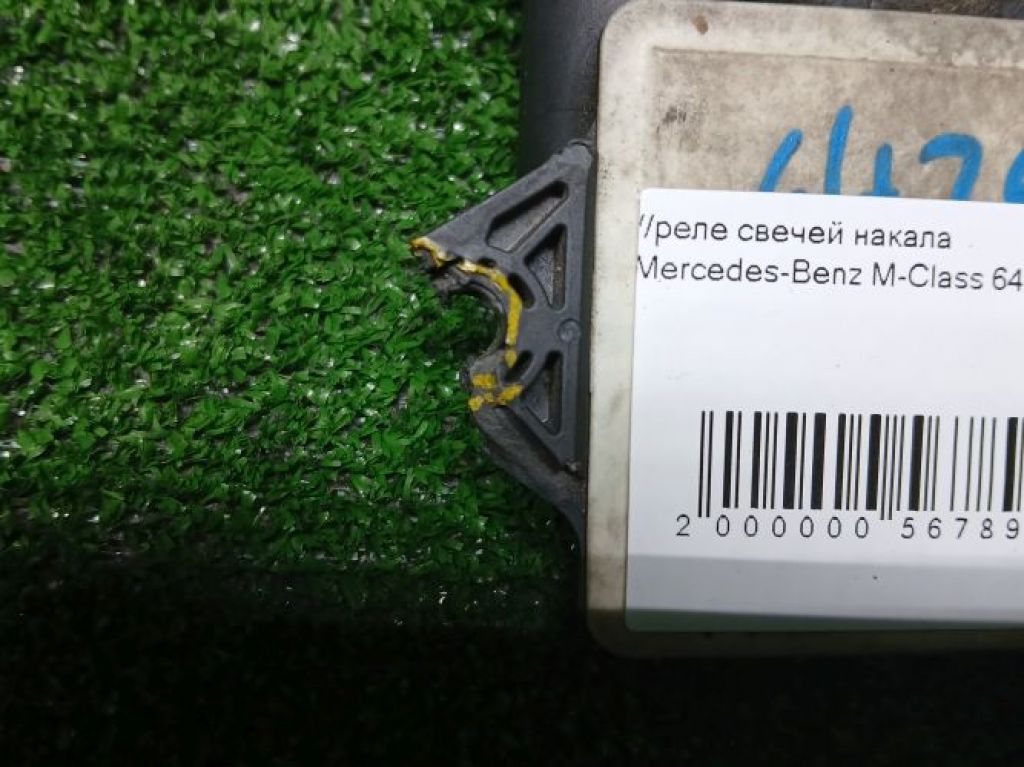 //реле свечей накала
Mercedes-Benz M-Class 64
2 000000 56789